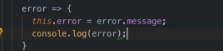 error => {
this.error = error.message;
console.log(error);
}